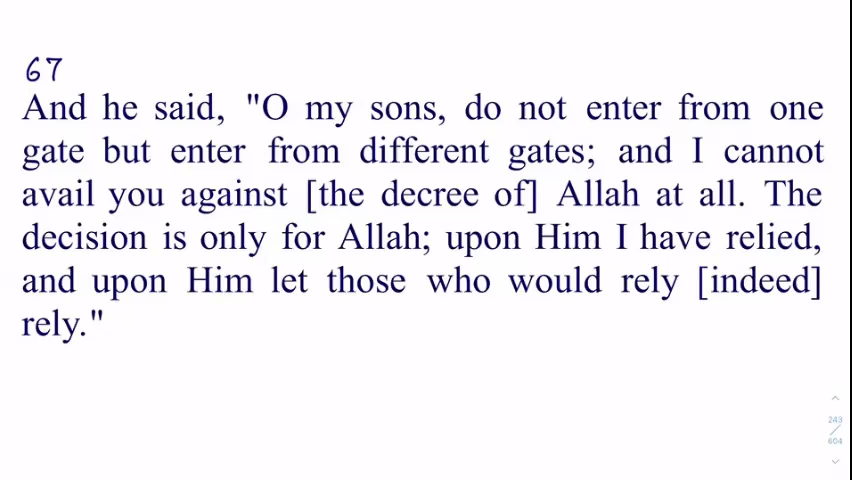 67
And he said, "O my sons, do not enter from one
gate but enter from different gates; and I cannot
avail you against [the decree of] Allah at all. The
decision is only for Allah; upon Him I have relied,
and upon Him let those who would rely [indeed]
rely."
243
604